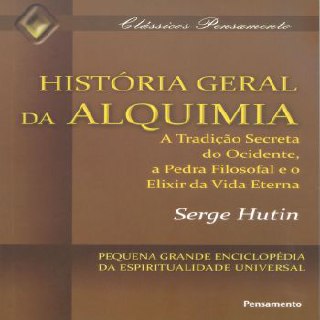 Clássicos Pensamento
HISTÓRIA GERAL
DA ALQUIMIA
A Tradição Secreta
do Ocidente,
a Pedra Filosofal e o
Elixir da Vida Eterna
Serge Hutin
PEQUENA GRANDE ENCICLOPÉDIA
DA ESPIRITUALIDADE UNIVERSAL
Pensamento